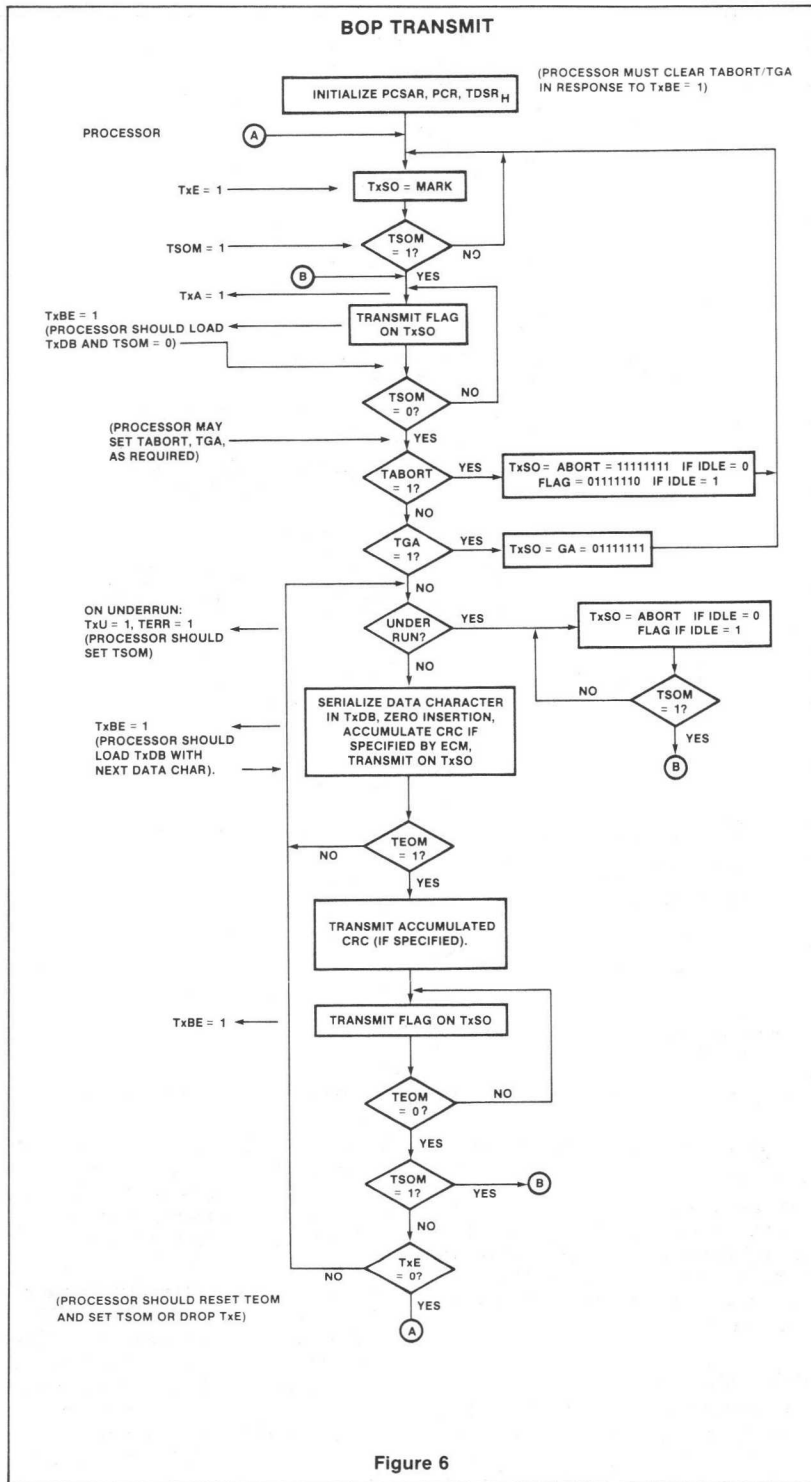 BOP TRANSMIT
(PROCESSOR MUST CLEAR TABORT/TGA
IN RESPONSE TO TxBE = 1)
INITIALIZE PCSAR, PCR, TDSRH
PROCESSOR
A
TxE = 1
TxSO = MARK
TSOM = 1
TSOM
= 1?
NO
YES
B
TxA = 1
TxBE = 1
(PROCESSOR SHOULD LOAD
TxDB AND TSOM = 0)
TRANSMIT FLAG
ON TxSO
TSOM
= 0?
NO
YES
(PROCESSOR MAY
SET TABORT, TGA,
AS REQUIRED)
TABORT
= 1?
YES
TxSO = ABORT = 11111111 IF IDLE = 0
FLAG = 01111110 IF IDLE = 1
NO
TGA
= 1?
YES
TxSO = GA = 01111111
NO
ON UNDERRUN:
TxU = 1, TERR = 1
(PROCESSOR SHOULD
SET TSOM)
UNDER
RUN?
YES
TxSO = ABORT IF IDLE = 0
FLAG IF IDLE = 1
NO
NO
TSOM
= 1?
YES
B
SERIALIZE DATA CHARACTER
IN TxDB, ZERO INSERTION,
ACCUMULATE CRC IF
SPECIFIED BY ECM,
TRANSMIT ON TxSO
TxBE = 1
(PROCESSOR SHOULD
LOAD TxDB WITH
NEXT DATA CHAR).
TEOM
= 1?
NO
YES
TRANSMIT ACCUMULATED
CRC (IF SPECIFIED).
TxBE = 1
TRANSMIT FLAG ON TxSO
TEOM
= 0?
NO
YES
TSOM
= 1?
YES
B
NO
TxE
= 0?
NO
YES
(PROCESSOR SHOULD RESET TEOM
AND SET TSOM OR DROP TxE)
A
Figure 6